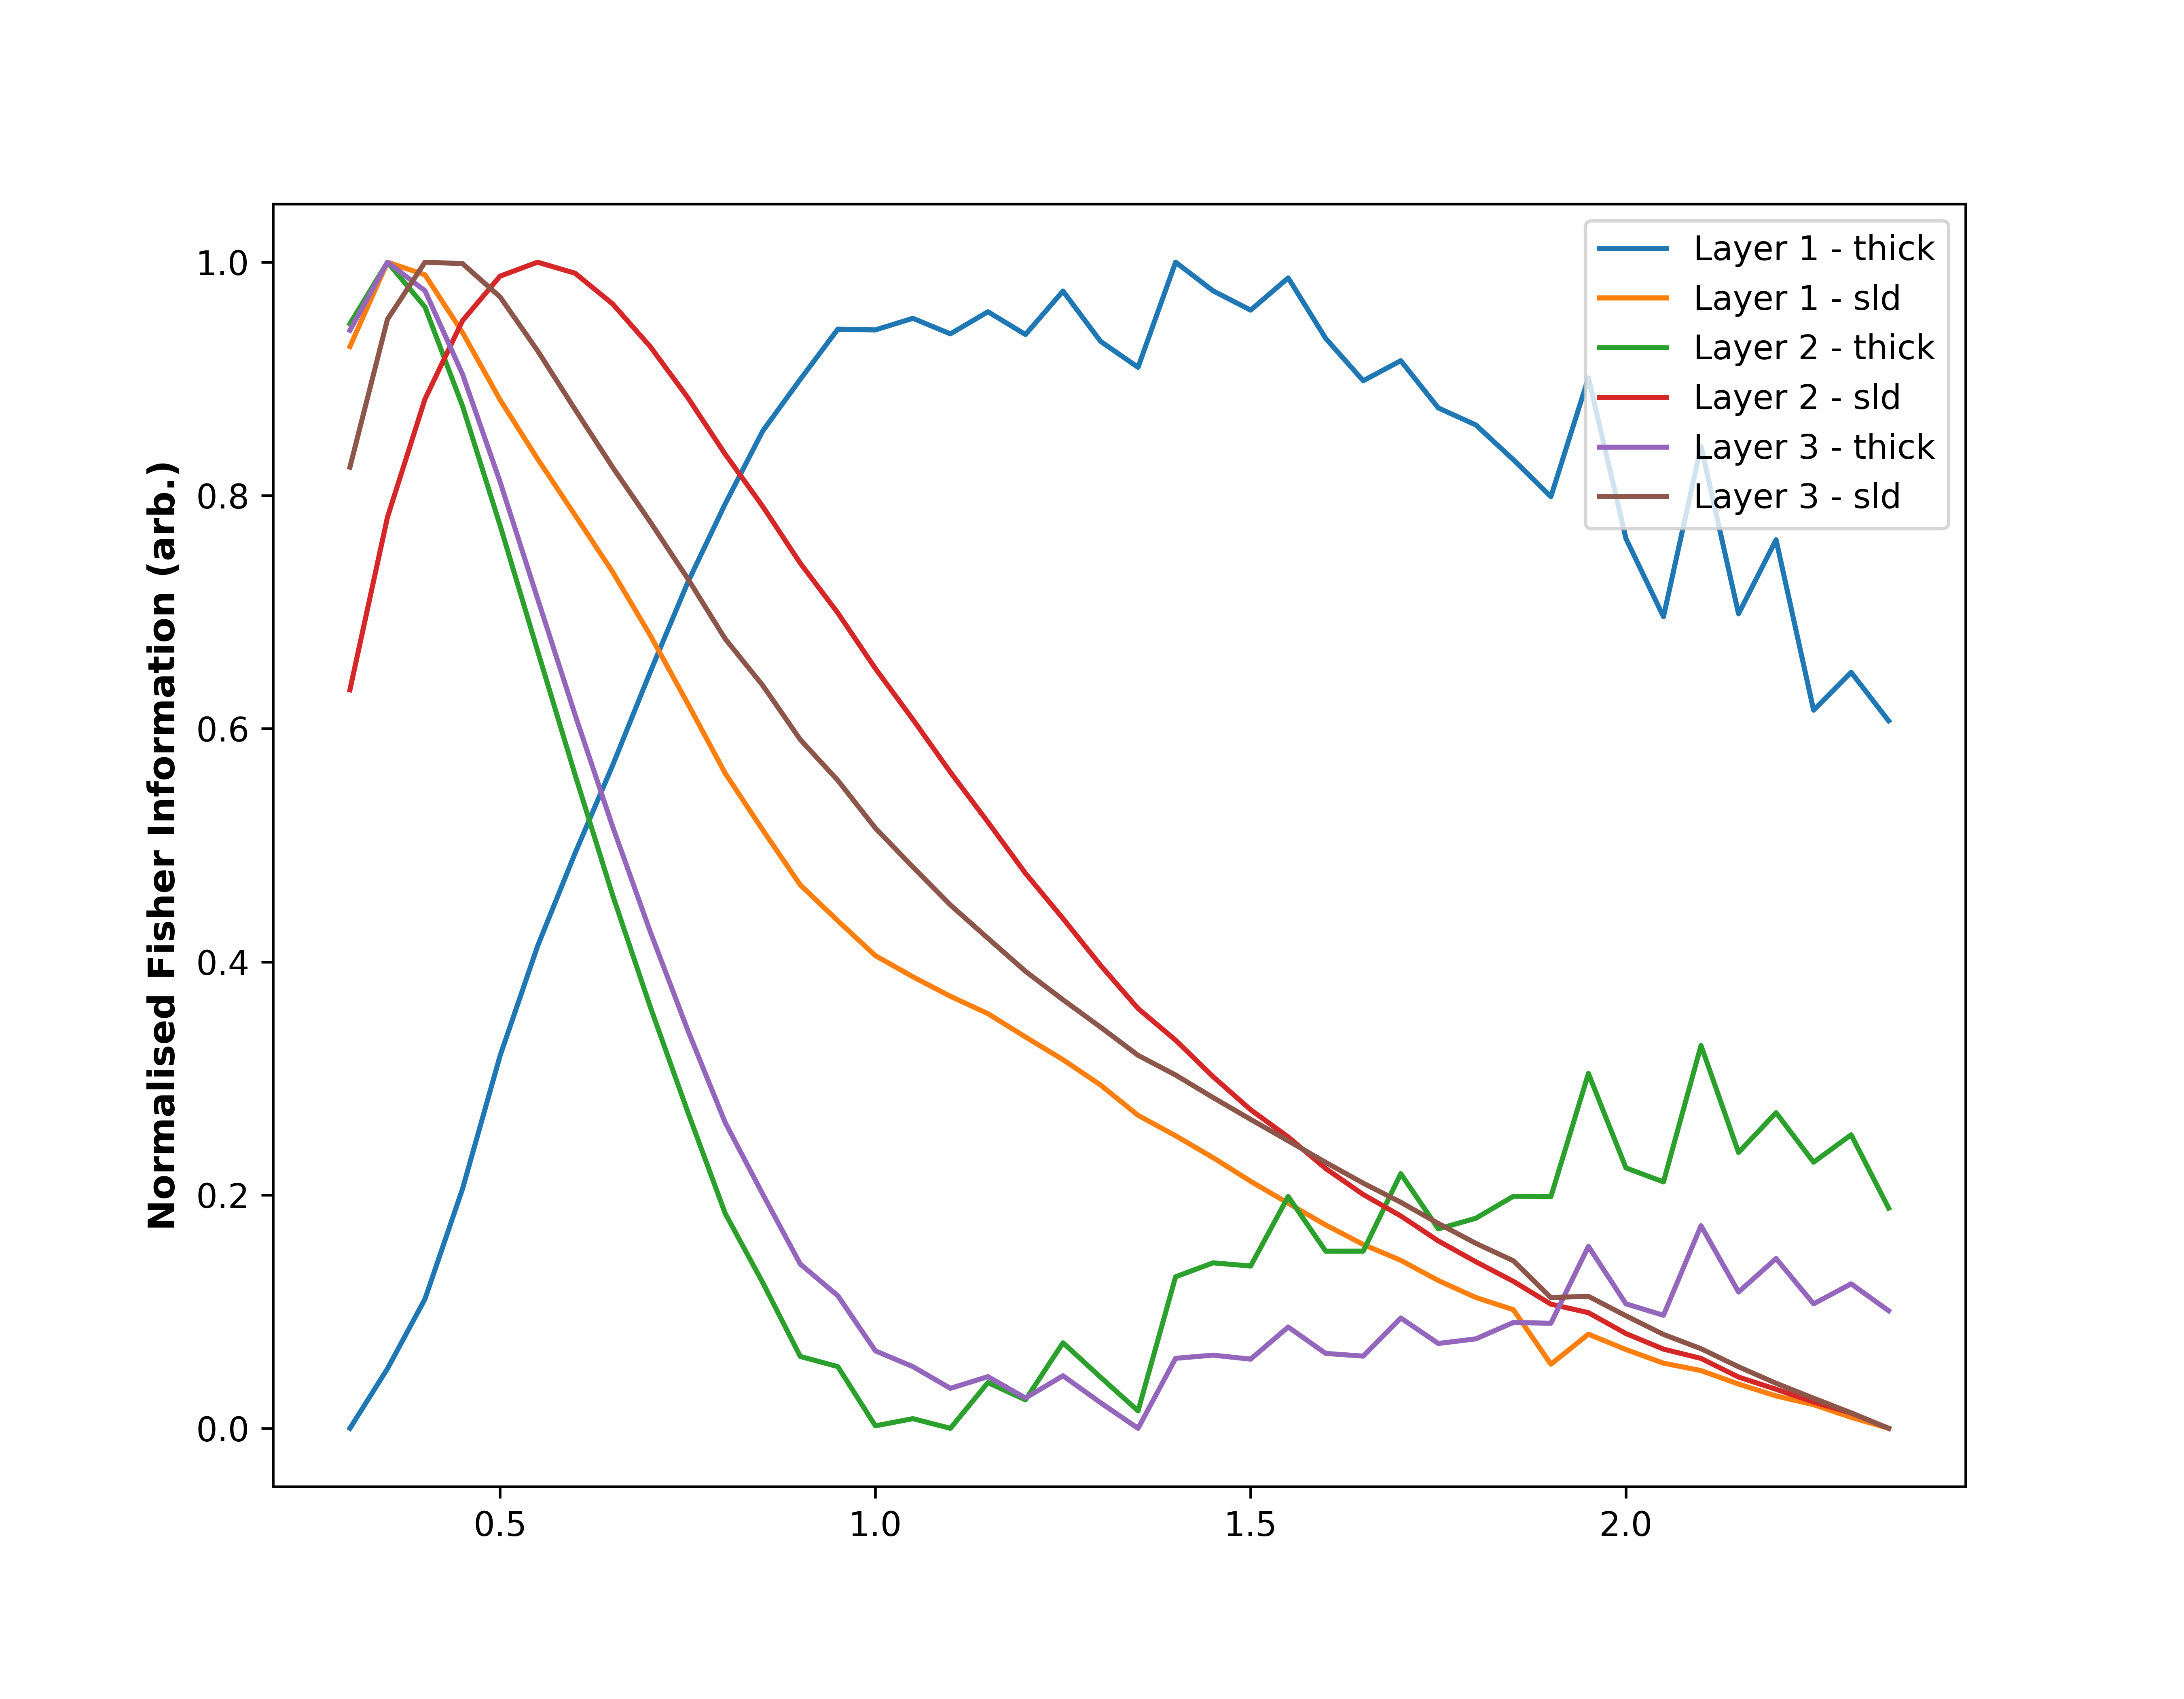 Normalised Fisher Information (arb.)
1.0
0.8
0.6
0.4
0.2
0.0
0.5
1.0
1.5
2.0
Layer 1 - thick
Layer 1 - sld
Layer 2 - thick
Layer 2 - sld
Layer 3 - thick
Layer 3 - sld